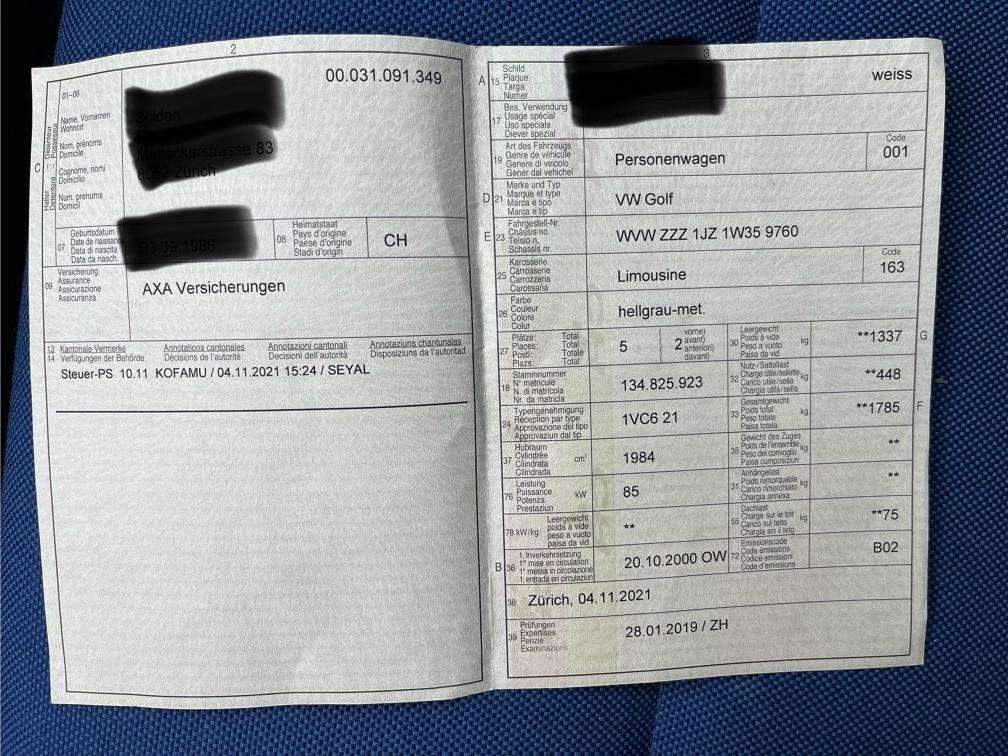 2
00.031.091.349
01–06
Name, Vornamen
Wohnort
Nom, prénoms
Domicile
Cognome, nomi
Domicilio
Num, prenums
Domicil
C
Halter
Détenteur
Detentore
Possessur
07
Geburtsdatum
Date de naissan
Data di nascita
Data da nasch.
08
Heimatstaat
Pays d'origine
Paese d'origine
Stadi d'origin
CH
09
Versicherung
Assurance
Assicurazione
Assicuranza
AXA Versicherungen
13 Kantonale Vermerke Annotations cantonales Annotazioni cantonali Annotaziuns chantunalas
14 Verfügungen der Behörde Décisions de l'autorité Decisioni dell'autorità Disposiziuns da l'autoritad
Steuer-PS 10.11 KOFAMU / 04.11.2021 15:24 / SEYAL
3
A 15
Schild
Plaque
Targa
Numer
weiss
17
Bes. Verwendung
Usage spécial
Uso speciale
Diever spezial
19
Art des Fahrzeugs
Genre de véhicule
Genere di veicolo
Gener dal vehichel
Personenwagen
Code
001
D 21
Marke und Typ
Marque et type
Marca e tipo
Marca e tip
VW Golf
E 23
Fahrgestell-Nr.
Châssis no
Telaio n.
Schassis nr.
WVW ZZZ 1JZ 1W35 9760
25
Karosserie
Carrosserie
Carrozzeria
Carossaria
Limousine
Code
163
26
Farbe
Couleur
Colore
Colur
hellgrau-met.
27
Plätze: Total
Places: Total
Posti: Totale
Plazs: Total
5
2
vorne)
avant)
anteriori)
davant)
30
Leergewicht
Poids à vide
Peso a vuoto
Paisa da vid
kg
**1337
G
18
Stammnummer
N° matricule
N. di matricola
Nr. da matricla
134.825.923
32
Nutz-/Sattellast
Charge utile/sellette
Carico utile/sella
Chargia utila/sella
kg
**448
24
Typengenehmigung
Réception par type
Approvazione del tipo
Approvaziun dal tip
1VC6 21
33
Gesamtgewicht
Poids total
Peso totale
Paisa totala
kg
**1785
F
37
Hubraum
Cylindrée
Cilindrata
Cilindrada
cm³
1984
35
Gewicht des Zuges
Poids de l'ensemble
Peso del convoglio
Paisa cumposiziun
kg
**
76
Leistung
Puissance
Potenza
Prestaziun
kW
85
31
Anhängelast
Poids remorquable
Carico rimorchiato
Chargia annexa
kg
**
78 kW/kg
Leergewicht
poids à vide
peso a vuoto
paisa da vid
**
55
Dachlast
Charge sur le toit
Carico sul tetto
Chargia sin il tetg
kg
**75
B 36
1. Inverkehrsetzung
1re mise en circulation
1a messa in circolazione
1. entrada en circulaziun
20.10.2000 OW
72
Emissionscode
Code émissions
Codice emissioni
Code d'emissiuns
B02
38
Zürich, 04.11.2021
39
Prüfungen
Expertises
Perizie
Examinaziuns
28.01.2019 / ZH